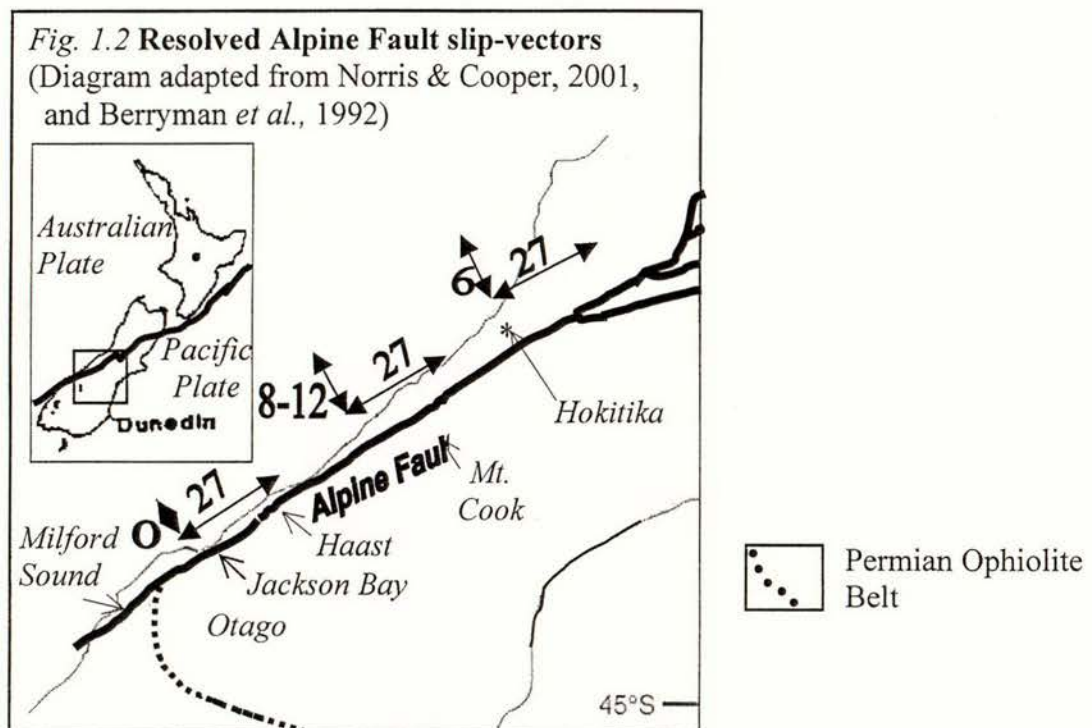 Fig. 1.2 Resolved Alpine Fault slip-vectors
(Diagram adapted from Norris & Cooper, 2001,
and Berryman et al., 1992)
Australian
Plate
Pacific
Plate
Dunedin
6
27
8-12
27
Hokitika
Alpine Faul
Mt.
Cook
0
27
Milford
Sound
Haast
Jackson Bay
Otago
45°S
Permian Ophiolite
Belt